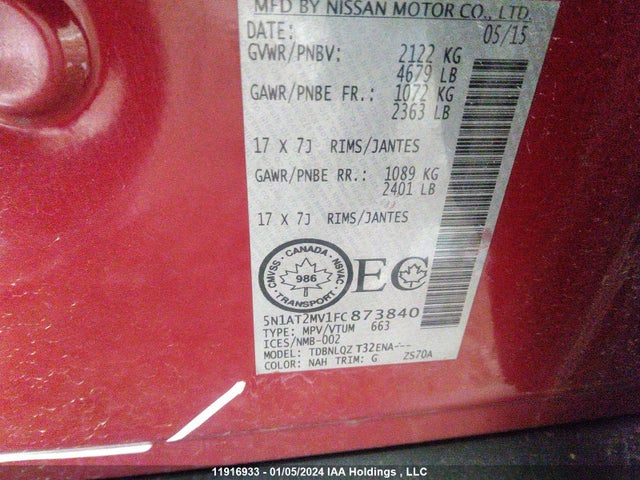 MFD BY NISSAN MOTOR CO., LTD.
DATE: 05/15
GVWR/PNBV: 2122 KG
4679 LB
GAWR/PNBE FR.: 1072 KG
2363 LB
17 X 7J RIMS/JANTES
GAWR/PNBE RR.: 1089 KG
2401 LB
17 X 7J RIMS/JANTES
CMVSS · CANADA · NSVAC · TRANSPORT ·
986
EC
5N1AT2MV1FC873840
TYPE: MPV/VTUM 663
ICES/NMB-002
MODEL: TDBNLQZ T32ENA---
COLOR: NAH TRIM: G 2S70A
11916933 - 01/05/2024 IAA Holdings , LLC